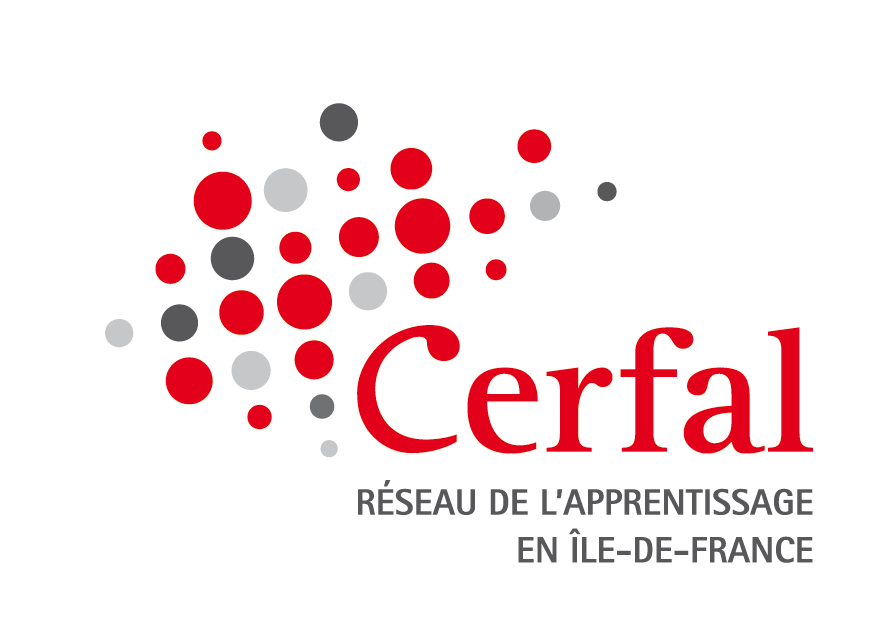 Cerfal
RÉSEAU DE L'APPRENTISSAGE
EN ÎLE-DE-FRANCE